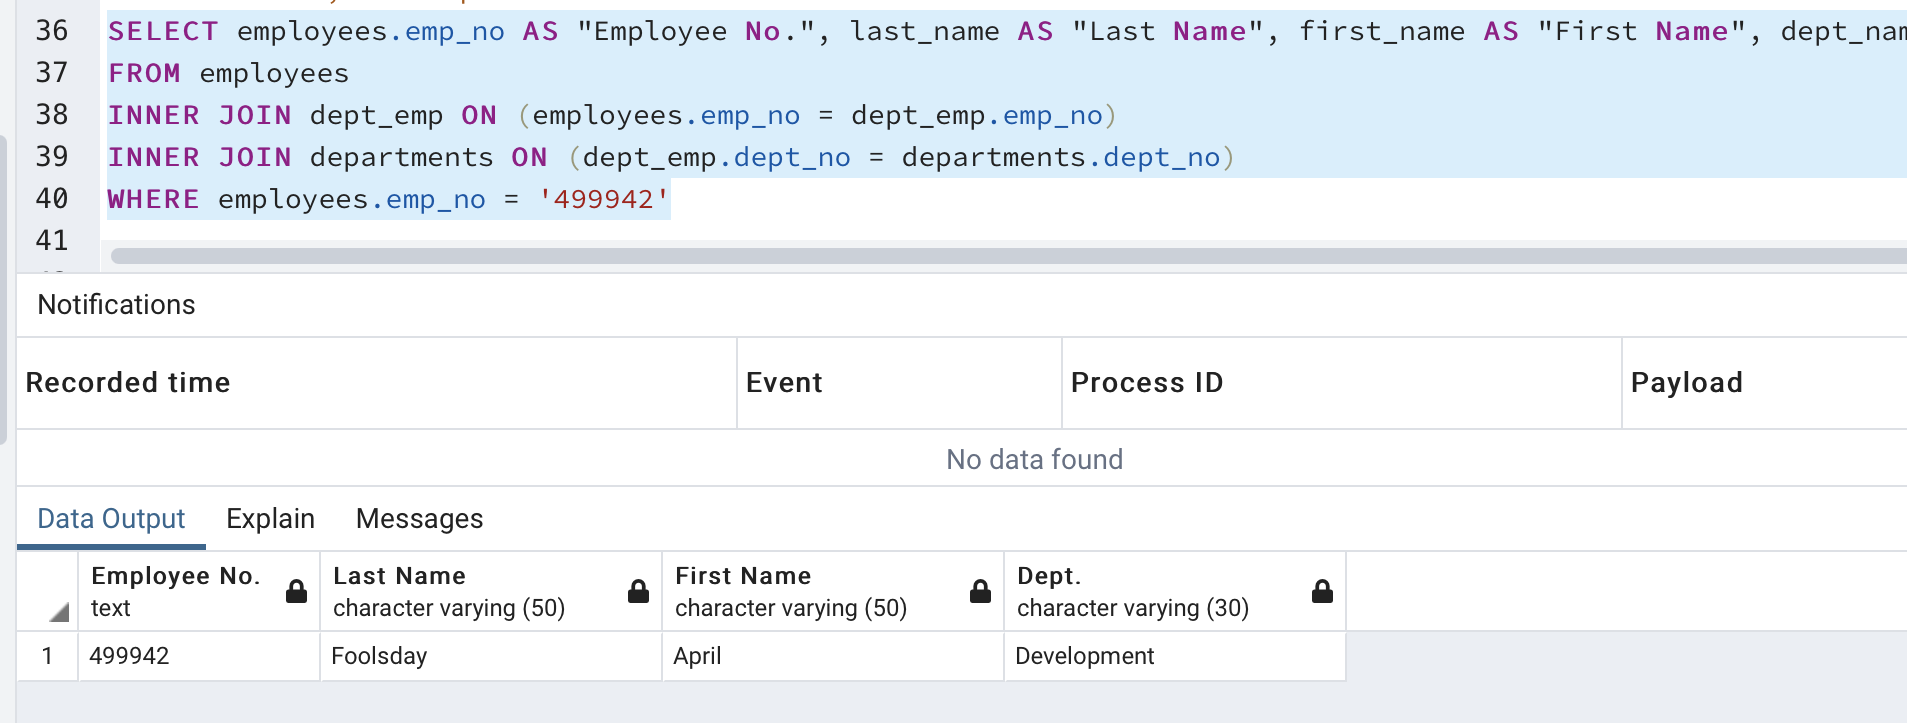 36 SELECT employees.emp_no AS "Employee No.", last_name AS "Last Name", first_name AS "First Name", dept_nam
37 FROM employees
38 INNER JOIN dept_emp ON (employees.emp_no = dept_emp.emp_no)
39 INNER JOIN departments ON (dept_emp.dept_no = departments.dept_no)
40 WHERE employees.emp_no = '499942'
41
Notifications
Recorded time Event Process ID Payload
No data found
Data Output Explain Messages
Employee No. Last Name First Name Dept.
text character varying (50) character varying (50) character varying (30)
1 499942 Foolsday April Development